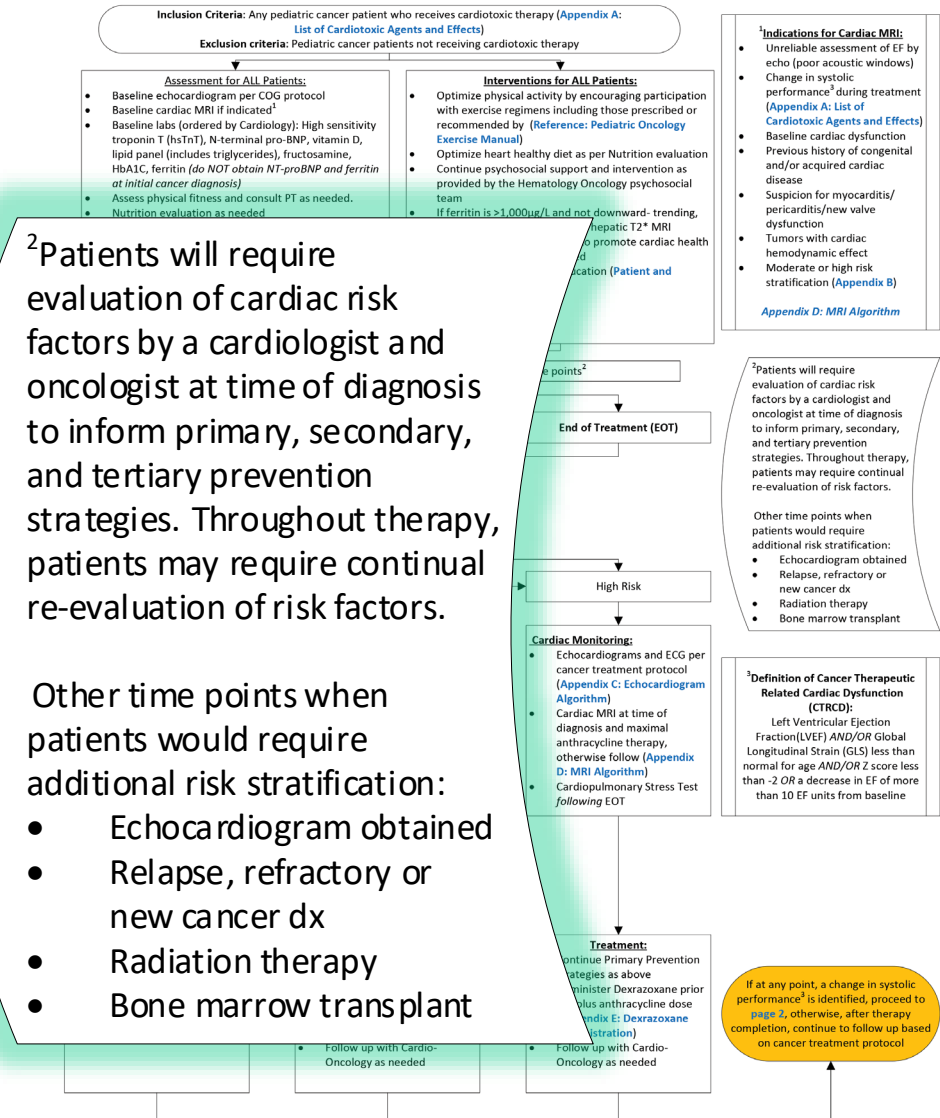 Inclusion Criteria: Any pediatric cancer patient who receives cardiotoxic therapy (Appendix A:
List of Cardiotoxic Agents and Effects)
Exclusion criteria: Pediatric cancer patients not receiving cardiotoxic therapy
Assessment for ALL Patients:
• Baseline echocardiogram per COG protocol
• Baseline cardiac MRI if indicated1
• Baseline labs (ordered by Cardiology): High sensitivity
troponin T (hsTnT), N-terminal pro-BNP, vitamin D,
lipid panel (includes triglycerides), fructosamine,
HbA1C, ferritin (do NOT obtain NT-proBNP and ferritin
at initial cancer diagnosis)
• Assess physical fitness and consult PT as needed.
• Nutrition evaluation as needed
Interventions for ALL Patients:
• Optimize physical activity by encouraging participation
with exercise regimens including those prescribed or
recommended by (Reference: Pediatric Oncology
Exercise Manual)
• Optimize heart healthy diet as per Nutrition evaluation
• Continue psychosocial support and intervention as
provided by the Hematology Oncology psychosocial
team
• If ferritin is >1,000µg/L and not downward- trending,
hepatic T2* MRI
to promote cardiac health
(Patient and
1Indications for Cardiac MRI:
• Unreliable assessment of EF by
echo (poor acoustic windows)
• Change in systolic
performance3 during treatment
(Appendix A: List of
Cardiotoxic Agents and Effects)
• Baseline cardiac dysfunction
• Previous history of congenital
and/or acquired cardiac
disease
• Suspicion for myocarditis/
pericarditis/new valve
dysfunction
• Tumors with cardiac
hemodynamic effect
• Moderate or high risk
stratification (Appendix B)
Appendix D: MRI Algorithm
2Patients will require
evaluation of cardiac risk
factors by a cardiologist and
oncologist at time of diagnosis
to inform primary, secondary,
and tertiary prevention
strategies. Throughout therapy,
patients may require continual
re-evaluation of risk factors.
Other time points when
patients would require
additional risk stratification:
• Echocardiogram obtained
• Relapse, refractory or
new cancer dx
• Radiation therapy
• Bone marrow transplant
points2
End of Treatment (EOT)
High Risk
Cardiac Monitoring:
• Echocardiograms and ECG per
cancer treatment protocol
(Appendix C: Echocardiogram
Algorithm)
• Cardiac MRI at time of
diagnosis and maximal
anthracycline therapy,
otherwise follow (Appendix
D: MRI Algorithm)
• Cardiopulmonary Stress Test
following EOT
Treatment:
Primary Prevention
as above
Dexrazoane prior
anthracycline dose
E: Dexrazoane
• Follow up with Cardio-
Oncology as needed
• Follow up with Cardio-
Oncology as needed
2Patients will require
evaluation of cardiac risk
factors by a cardiologist and
oncologist at time of diagnosis
to inform primary, secondary,
and tertiary prevention
strategies. Throughout therapy,
patients may require continual
re-evaluation of risk factors.
Other time points when
patients would require
additional risk stratification:
• Echocardiogram obtained
• Relapse, refractory or
new cancer dx
• Radiation therapy
• Bone marrow transplant
3Definition of Cancer Therapeutic
Related Cardiac Dysfunction
(CTRCD):
Left Ventricular Ejection
Fraction(LVEF) AND/OR Global
Longitudinal Strain (GLS) less than
normal for age AND/OR Z score less
than -2 OR a decrease in EF of more
than 10 EF units from baseline
If at any point, a change in systolic
performance3 is identified, proceed to
page 2, otherwise, after therapy
completion, continue to follow up based
on cancer treatment protocol